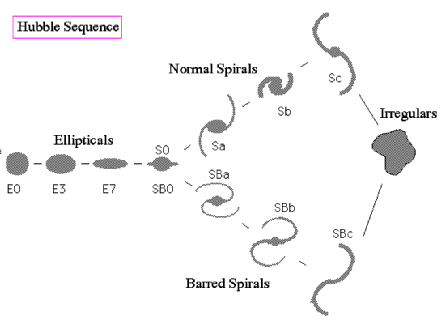 Hubble Sequence
Normal Spirals
Sc
Sb
Irregulars
Ellipticals
S0
Sa
E0
E3
E7
SB0
SBa
SBb
SBc
Barred Spirals